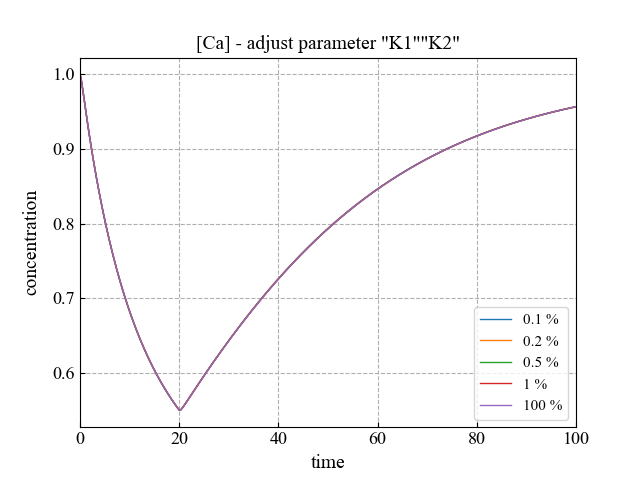 [Ca] - adjust parameter "K1""K2"
concentration
1.0
0.9
0.8
0.7
0.6
0.1 %
0.2 %
0.5 %
1 %
100 %
0 20 40 60 80 100
time